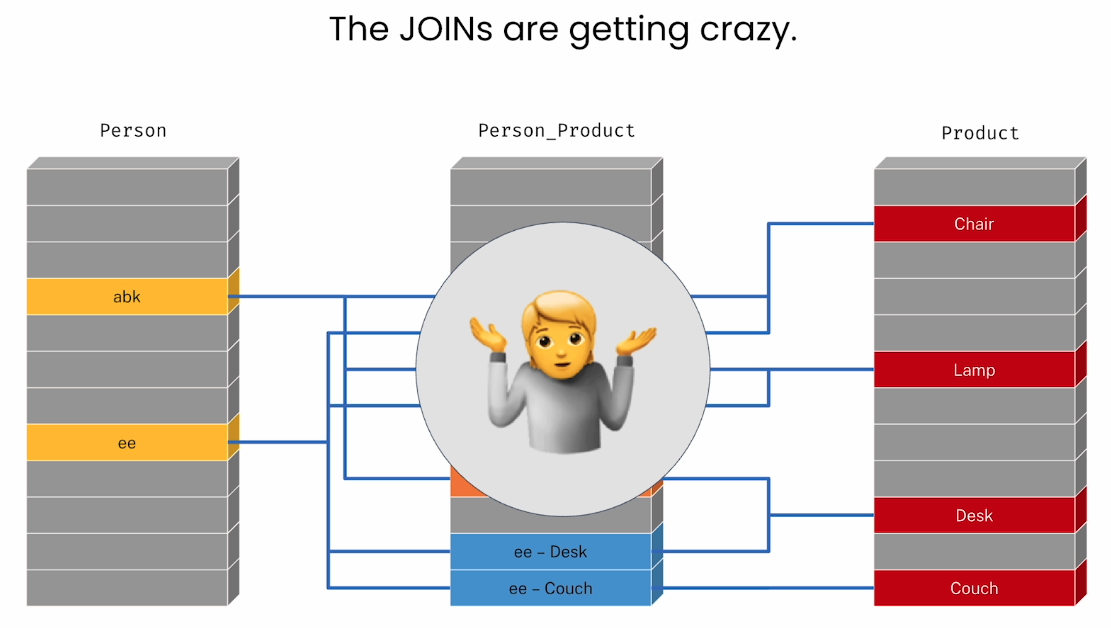 The JOINs are getting crazy.
Person
Person_Product
Product
Chair
abk
Lamp
ee
Desk
ee – Desk
ee – Couch
Couch